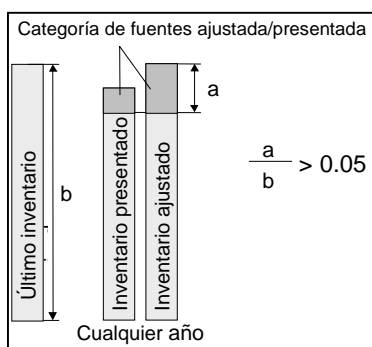 Categoría de fuentes ajustada/presentada
a
b
Último inventario
Inventario presentado
Inventario ajustado
a
b
> 0.05
Cualquier año